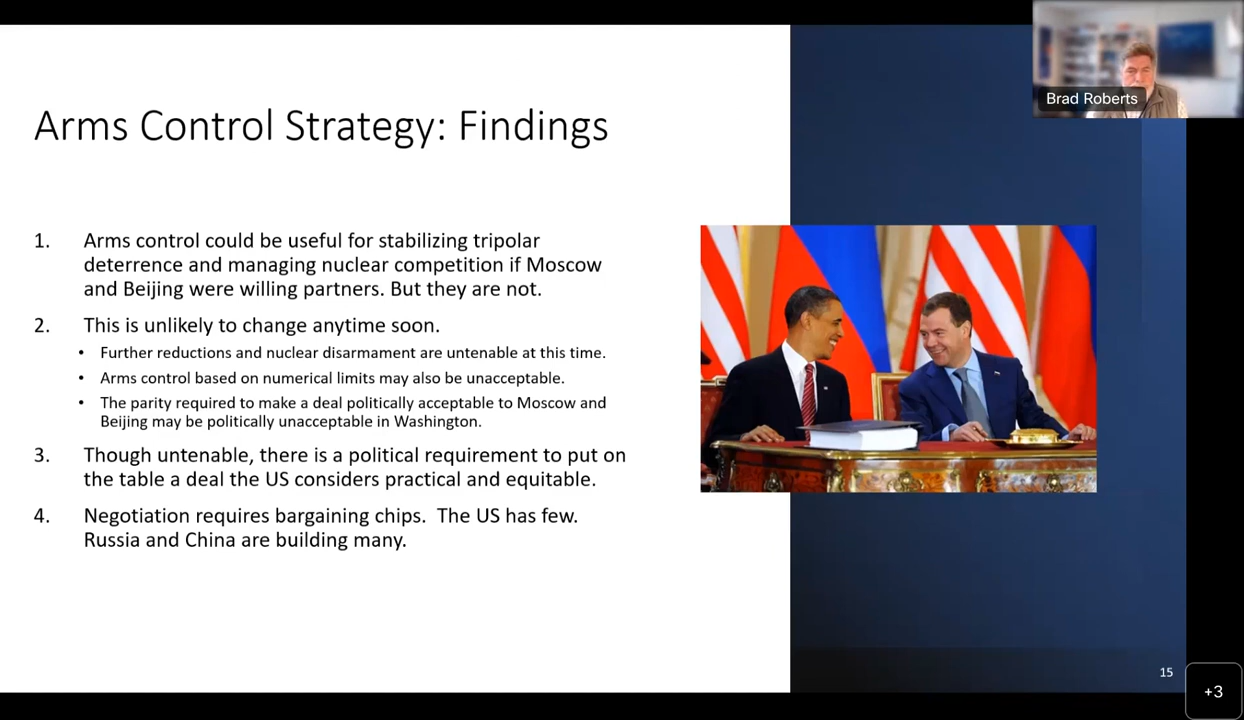 Brad Roberts
Arms Control Strategy: Findings
1. Arms control could be useful for stabilizing tripolar
deterrence and managing nuclear competition if Moscow
and Beijing were willing partners. But they are not.
2. This is unlikely to change anytime soon.
• Further reductions and nuclear disarmament are untenable at this time.
• Arms control based on numerical limits may also be unacceptable.
• The parity required to make a deal politically acceptable to Moscow and
Beijing may be politically unacceptable in Washington.
3. Though untenable, there is a political requirement to put on
the table a deal the US considers practical and equitable.
4. Negotiation requires bargaining chips.  The US has few.
Russia and China are building many.
15
+3